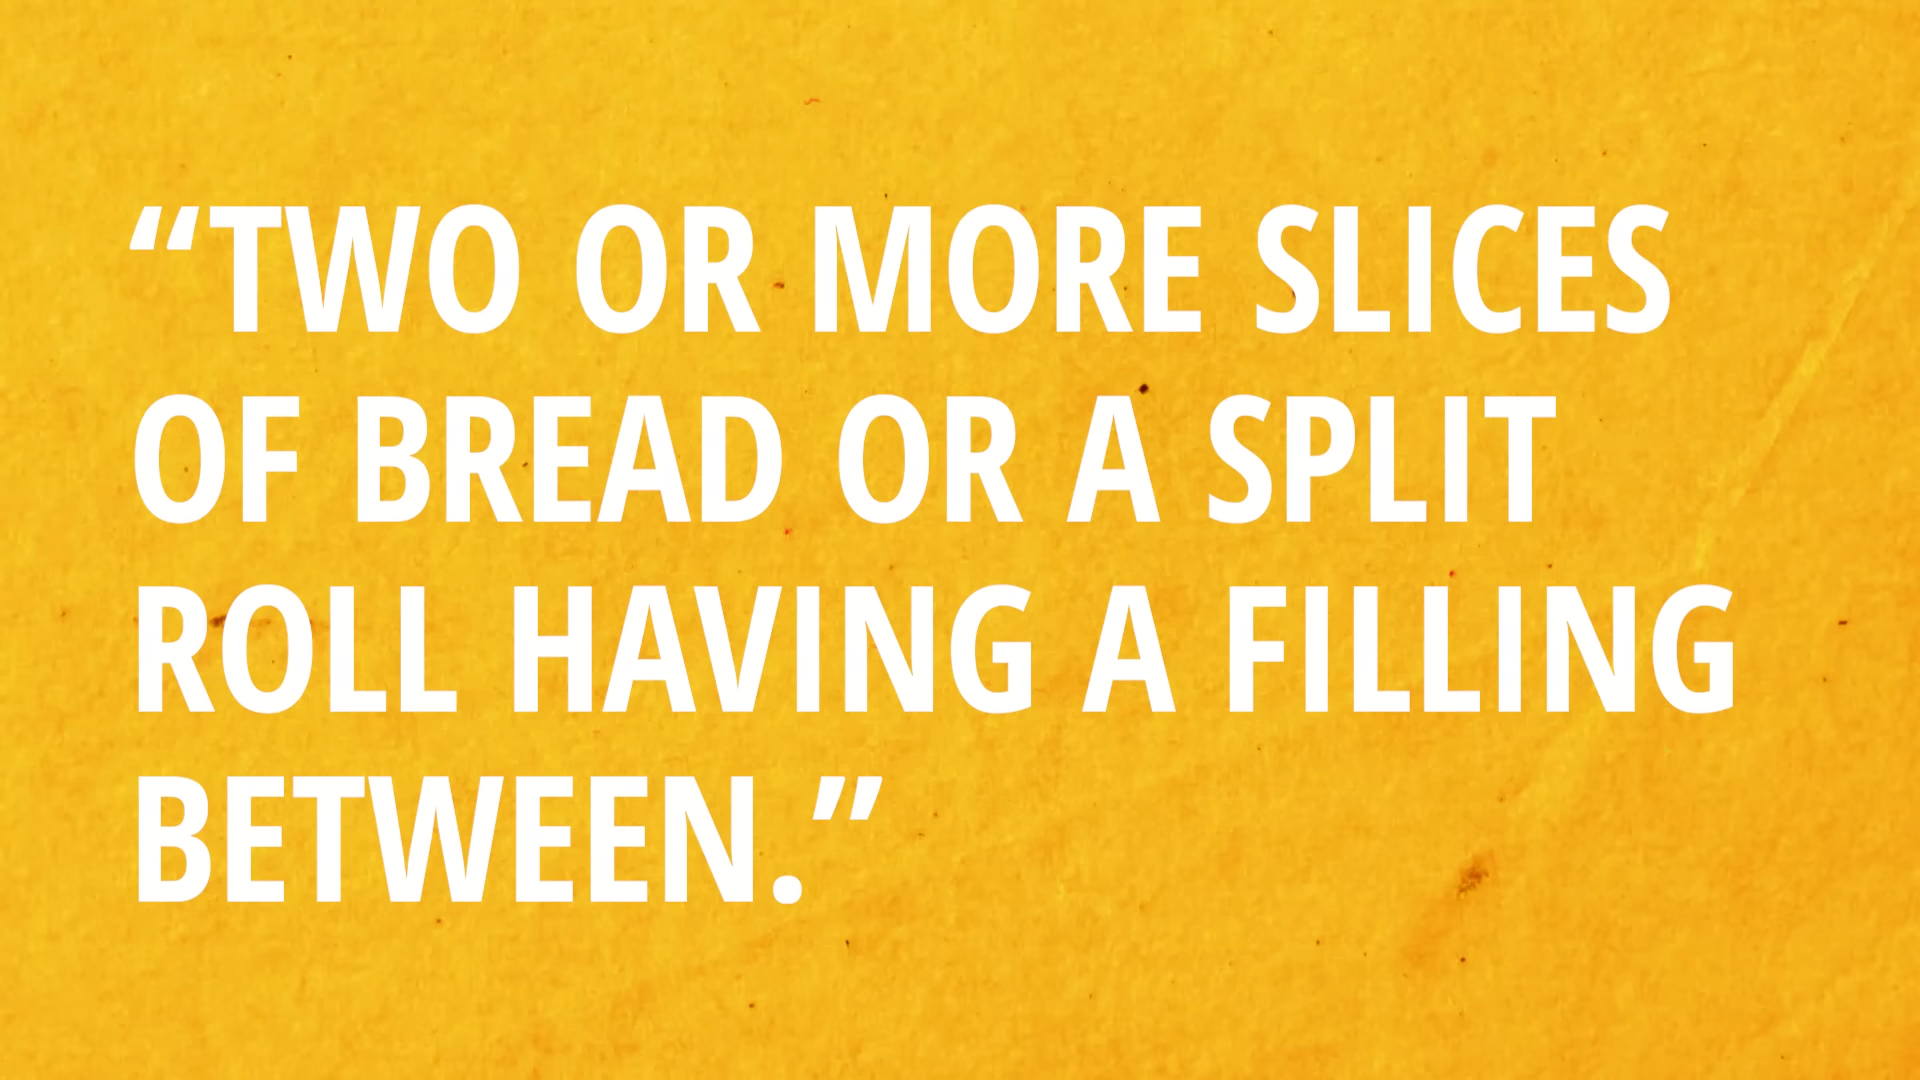 “TWO OR MORE SLICES
OF BREAD OR A SPLIT
ROLL HAVING A FILLING
BETWEEN.”